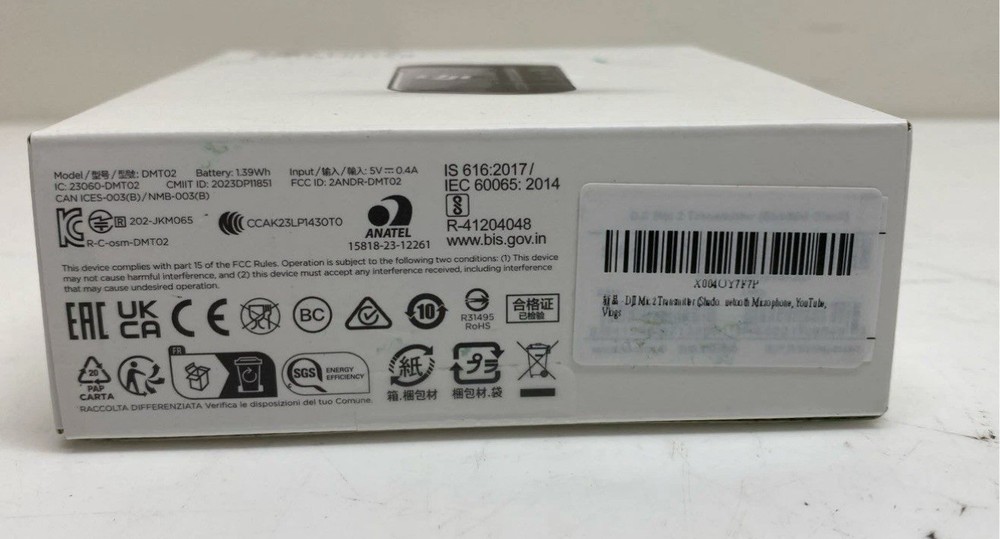 Model / 型号 / 型號: DMT02 Battery: 1.39Wh Input / 输入 / 輸入: 5V⎓0.4A
IC: 23060-DMT02 CMIIT ID: 2023DP11851 FCC ID: 2ANDR-DMT02
CAN ICES-003(B) / NMB-003(B)
R 202-JKM065
R-C-osm-DMT02
CCAK23LP1430T0
ANATEL
15818-23-12261
IS 616:2017 /
IEC 60065: 2014
R-41204048
www.bis.gov.in
This device complies with part 15 of the FCC Rules. Operation is subject to the following two conditions: (1) This device
may not cause harmful interference, and (2) this device must accept any interference received, including interference
that may cause undesired operation.
EAC UK CA CE BC 10
R31495
RoHS
合格证
已检验
20
PAP
CARTA
FR
SGS ENERGY
EFFICIENCY
紙
箱.梱包材
プラ
梱包材.袋
RACCOLTA DIFFERENZIATA Verifica le disposizioni del tuo Comune.
Transmitter Microphone, YouTube,
Vlogs